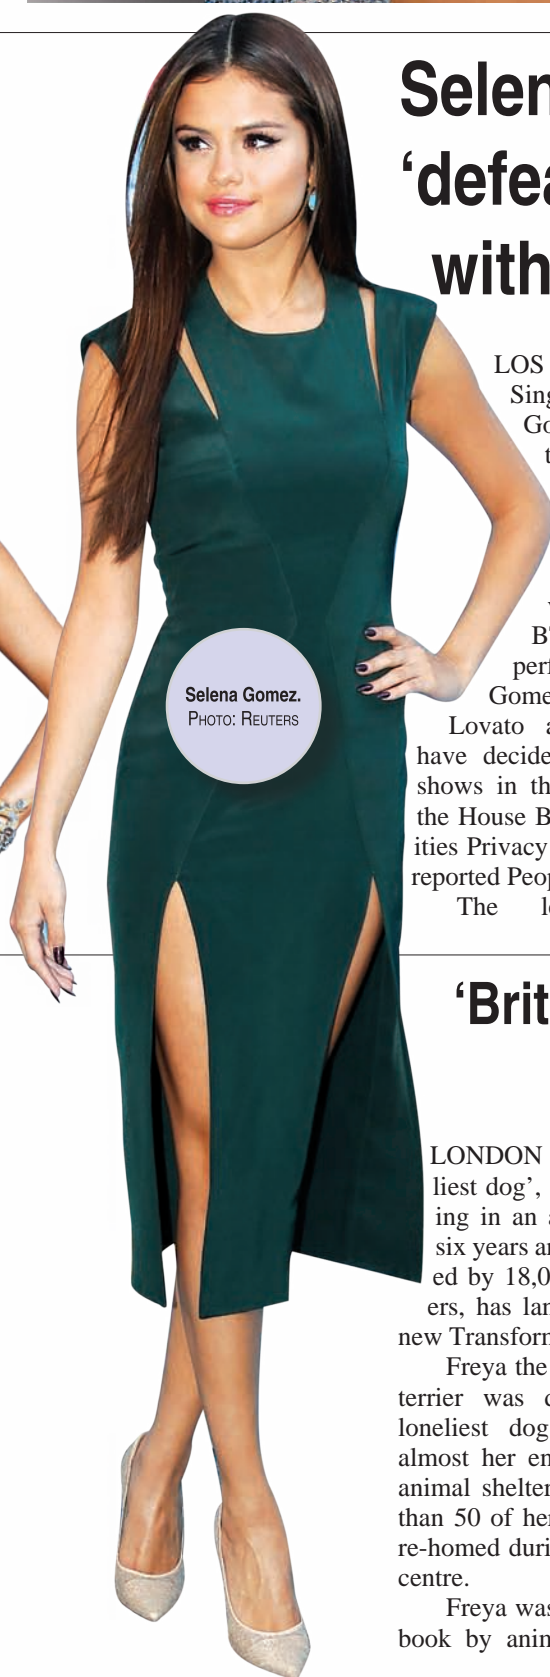 Selen
‘defea
with
LOS
Sing
Go
t
Selena Gomez.
PHOTO: REUTERS
B
perf
Gome
Lovato a
have decide
shows in th
the House B
ities Privacy
reported Peop
The l
‘Brit
LONDON
liest dog’,
ing in an a
six years an
ed by 18,0
ers, has lan
new Transform
Freya the
terrier was d
loneliest dog
almost her en
animal shelter
than 50 of her
re-homed duri
centre.
Freya was
book by anim